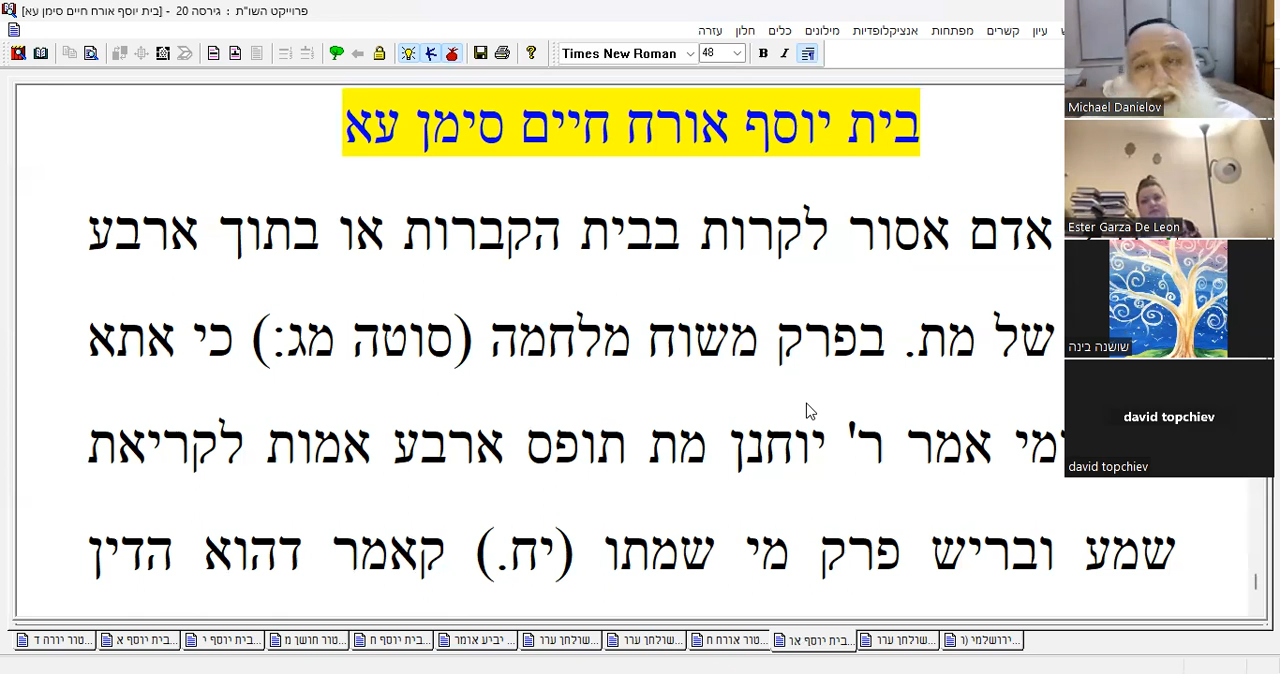 פרוייקט השו"ת : גירסה 20 - [בית יוסף אורח חיים סימן עא]
עיון קשרים מפתחות אנציקלופדיות מילונים כלים חלון עזרה
Times New Roman 48 B I
בית יוסף אורח חיים סימן עא
אדם אסור לקרות בבית הקברות או בתוך ארבע
של מת. בפרק משוח מלחמה (סוטה מג:) כי אתא
אמר ר' יוחנן מת תופס ארבע אמות לקריאת
שמע ובריש פרק מי שמתו (יח.) קאמר דהוא הדין
Michael Danielov
Ester Garza De Leon
שושנה בינה
david topchiev
david topchiev
ירושלמי (ו...
שולחן ערו...
בית יוסף או...
טור אורח ח...
שולחן ערו...
שולחן ערו...
יביע אומר...
בית יוסף ח...
טור חושן מ...
בית יוסף י...
בית יוסף א...
טור יורה ד...